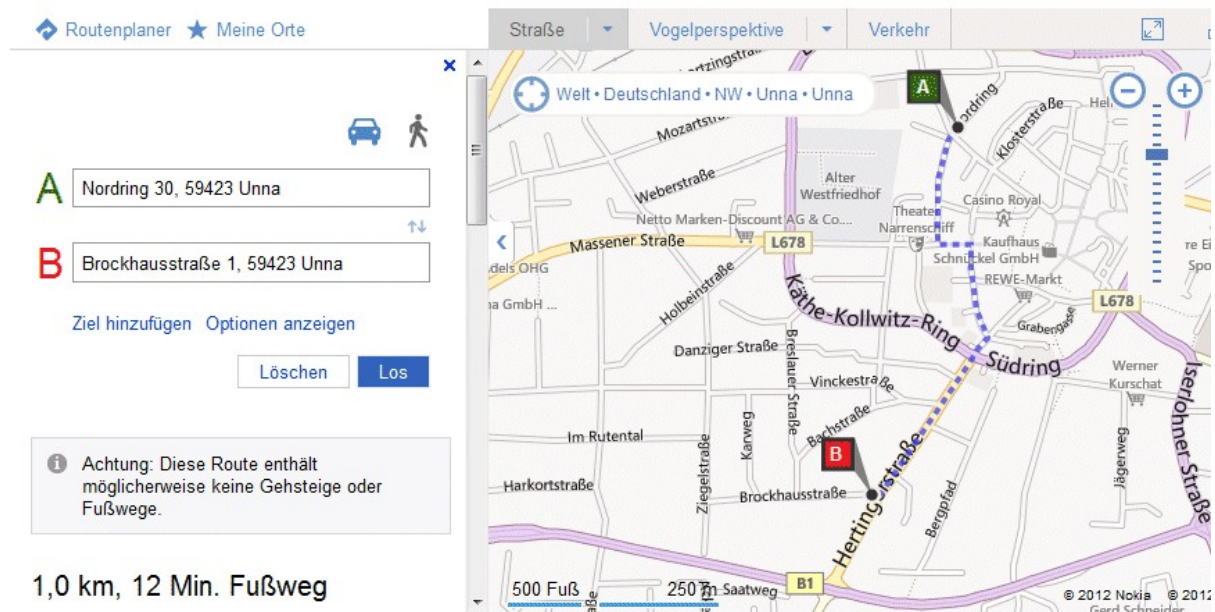 Routenplaner Meine Orte
A Nordring 30, 59423 Unna
B Brockhausstraße 1, 59423 Unna
Ziel hinzufügen Optionen anzeigen
Löschen Los
Achtung: Diese Route enthält
möglicherweise keine Gehsteige oder
Fußwege.
1,0 km, 12 Min. Fußweg
Straße Vogelperspektive Verkehr
Welt • Deutschland • NW • Unna • Unna
A
Klosterstraße
Weberstraße
Alter
Westfriedhof
Casino Royal
Netto Marken-Discount AG & Co....
Theater
Narrenschiff
Massener Straße
L678
Kaufhaus
Schnückel GmbH
REWE-Markt
L678
Holbeinstraße
Käthe-Kollwitz-Ring
Grabengasse
Danziger Straße
Breslauer Straße
Südring
Werner
Kurschat
Iserlohner Straße
Vinckestraße
Bachstraße
Im Rutental
Karweg
Ziegelstraße
B
Jägerweg
Harkortstraße
Brockhausstraße
Hertingerstraße
Bergpfad
B1
500 Fuß 250 m
Saatweg
© 2012 Nokia © 2012
Gerd Schneider